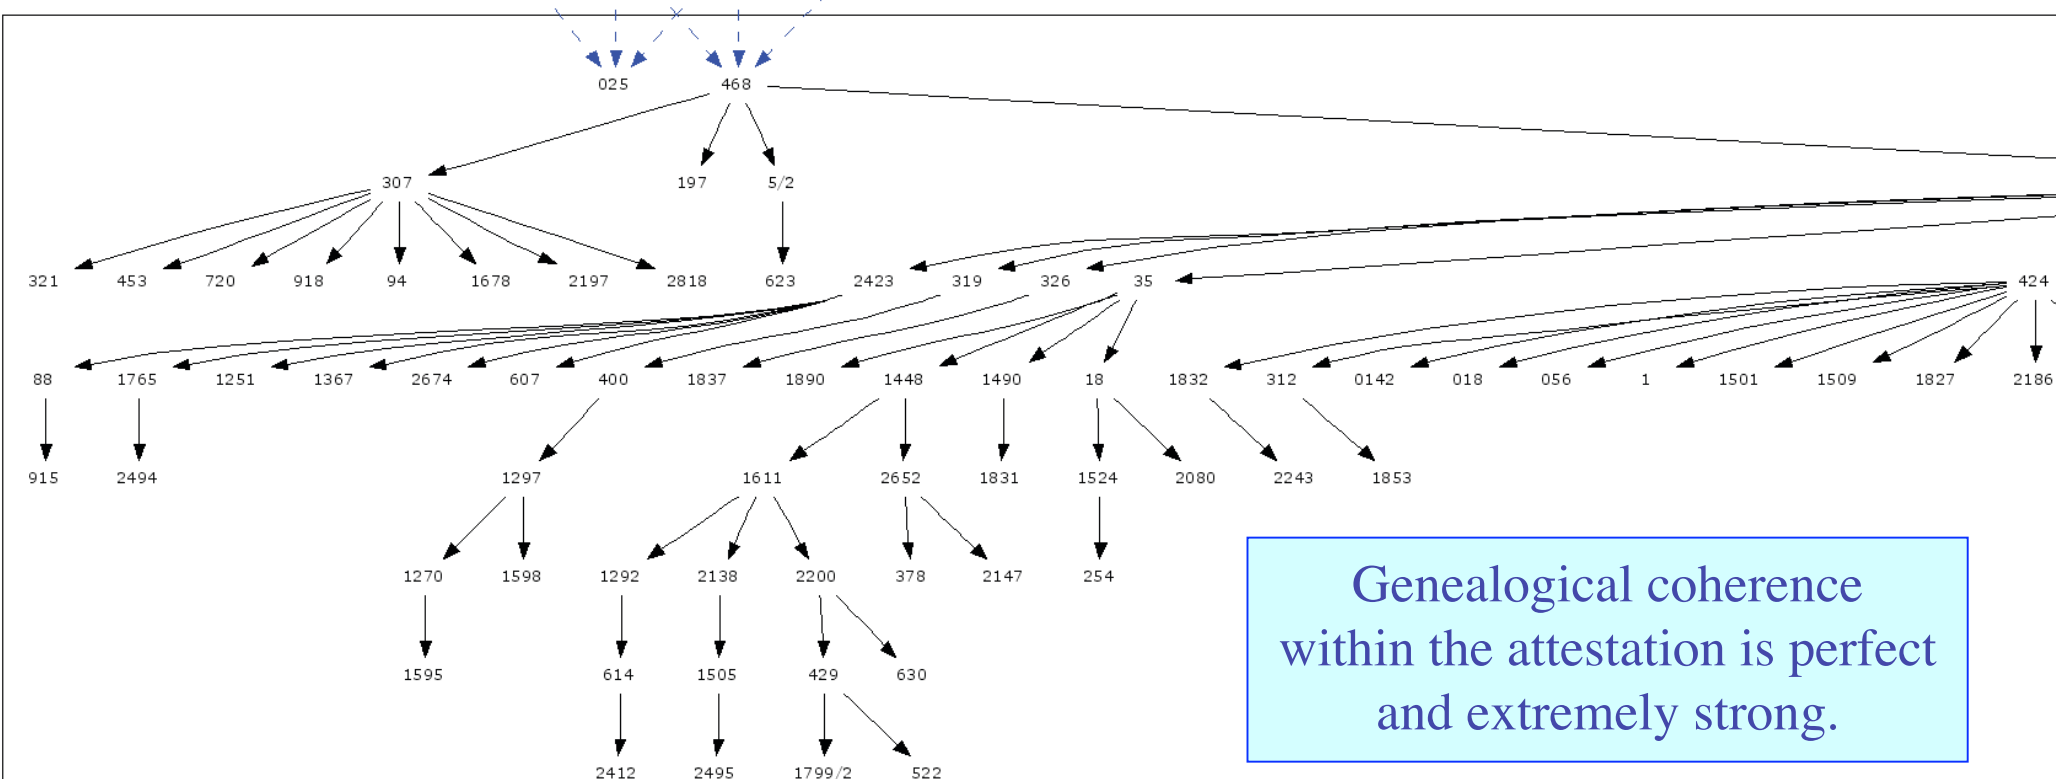 025 468
307 197 5/2
321 453 720 918 94 1678 2197 2818 623 2423 319 326 35 424
88 1765 1251 1367 2674 607 400 1837 1890 1448 1490 18 1832 312 0142 018 056 1 1501 1509 1827 2186
915 2494 1297 1611 2652 1831 1524 2080 2243 1853
1270 1598 1292 2138 2200 378 2147 254
1595 614 1505 429 630
2412 2495 1799/2 522
Genealogical coherence
within the attestation is perfect
and extremely strong.